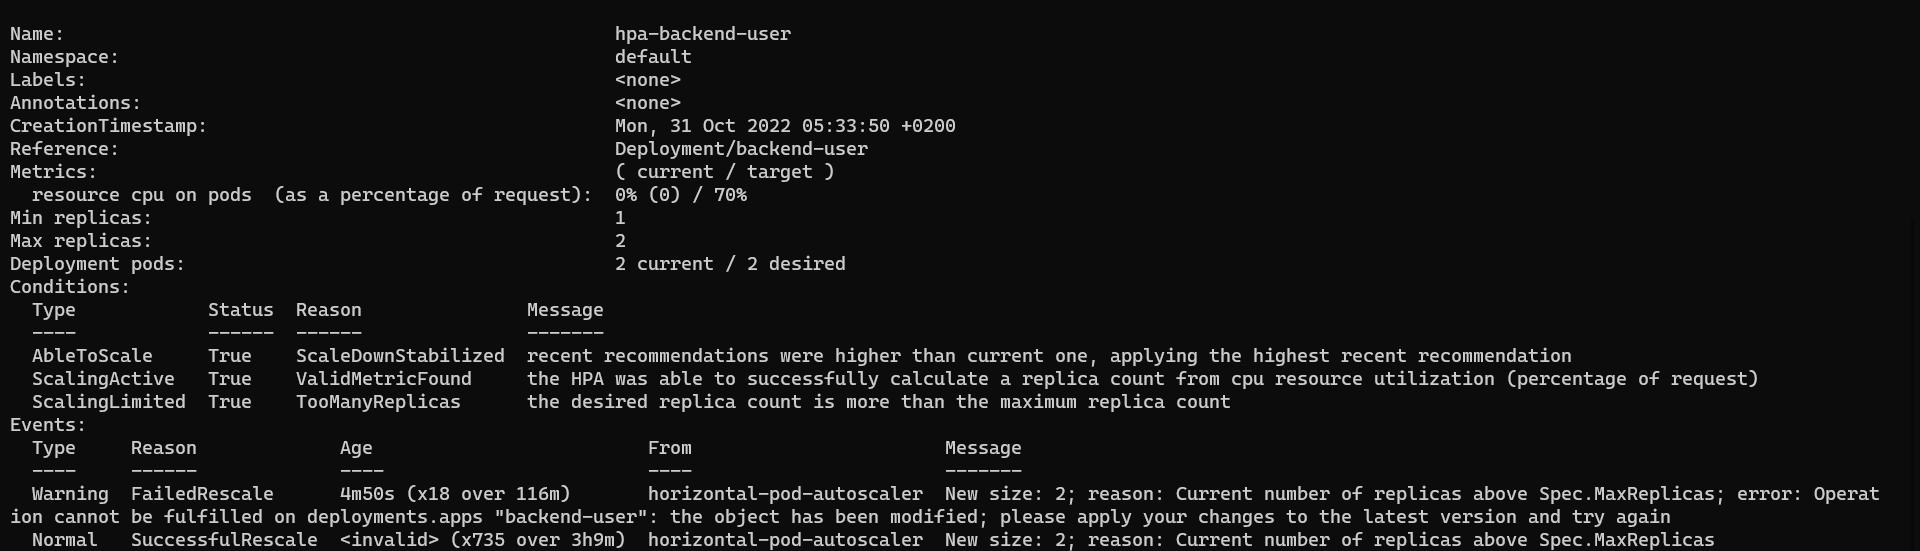 Name:                                                  hpa-backend-user
Namespace:                                             default
Labels:                                                <none>
Annotations:                                           <none>
CreationTimestamp:                                     Mon, 31 Oct 2022 05:33:50 +0200
Reference:                                             Deployment/backend-user
Metrics:                                               ( current / target )
  resource cpu on pods  (as a percentage of request):  0% (0) / 70%
Min replicas:                                          1
Max replicas:                                          2
Deployment pods:                                       2 current / 2 desired
Conditions:
  Type            Status  Reason               Message
  ----            ------  ------               -------
  AbleToScale     True    ScaleDownStabilized  recent recommendations were higher than current one, applying the highest recent recommendation
  ScalingActive   True    ValidMetricFound     the HPA was able to successfully calculate a replica count from cpu resource utilization (percentage of request)
  ScalingLimited  True    TooManyReplicas      the desired replica count is more than the maximum replica count
Events:
  Type     Reason             Age                         From                       Message
  ----     ------             ----                        ----                       -------
  Warning  FailedRescale      4m50s (x18 over 116m)       horizontal-pod-autoscaler  New size: 2; reason: Current number of replicas above Spec.MaxReplicas; error: Operat
ion cannot be fulfilled on deployments.apps "backend-user": the object has been modified; please apply your changes to the latest version and try again
  Normal   SuccessfulRescale  <invalid> (x735 over 3h9m)  horizontal-pod-autoscaler  New size: 2; reason: Current number of replicas above Spec.MaxReplicas